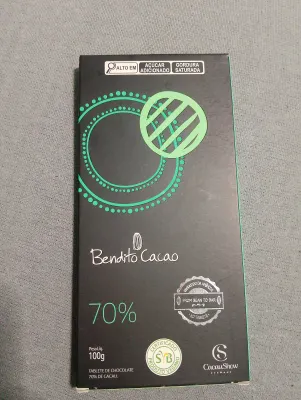 ALTO EM
AÇÚCAR
ADICIONADO
GORDURA
SATURADA
Bendito Cacao
70%
Peso líq.
100g
TABLETE DE CHOCOLATE
70% DE CACAU
FROM BEAN TO BAR
SVB
CacauShow